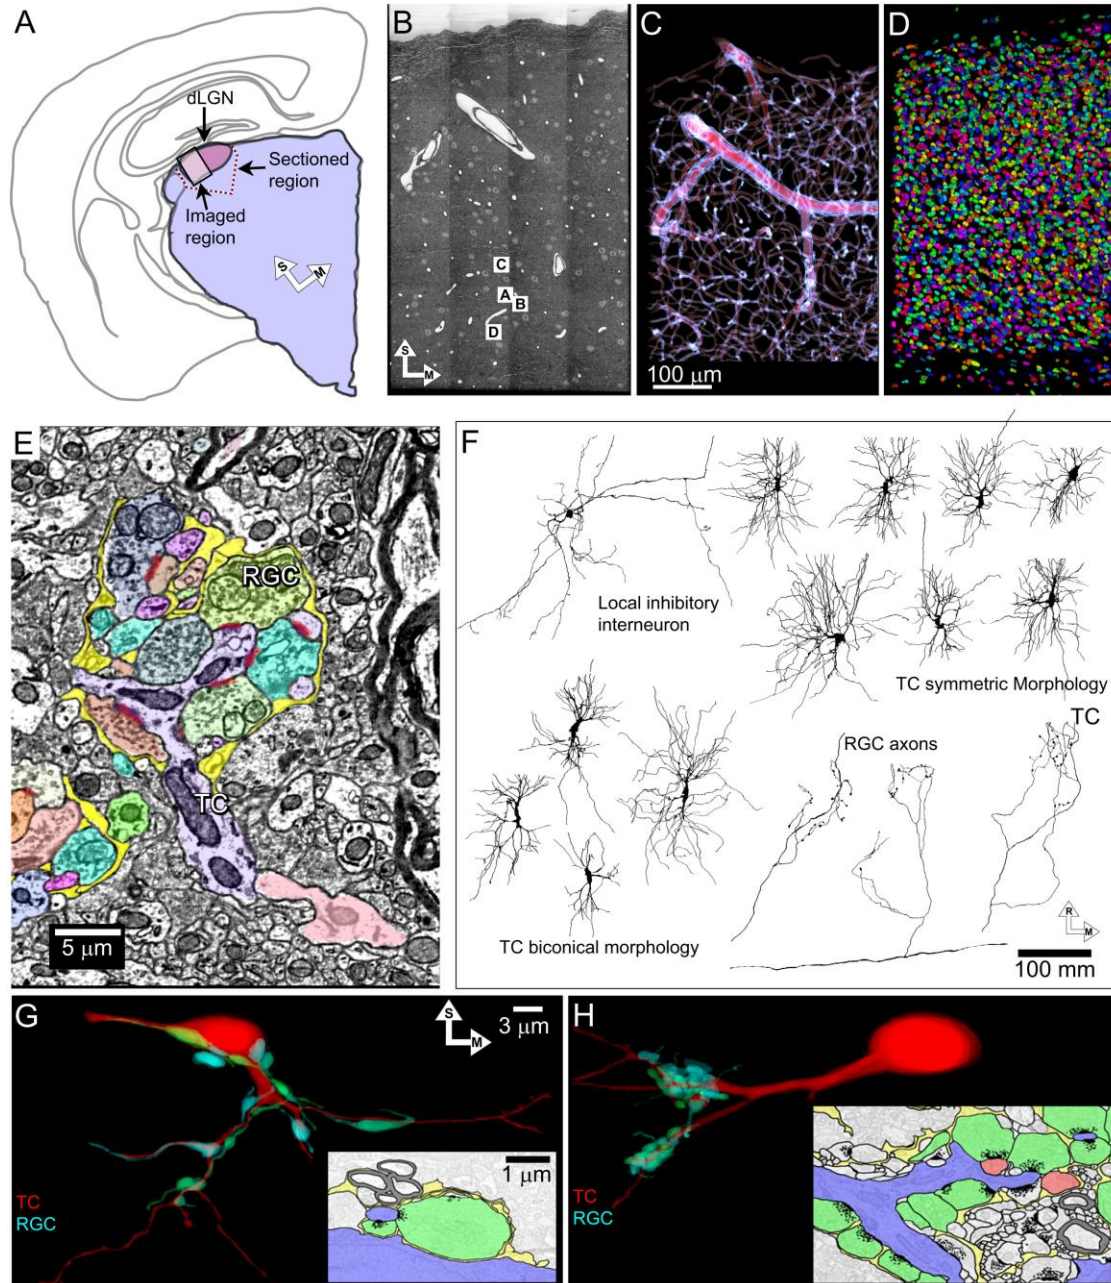 A
dLGN
Sectioned
region
Imaged
region
S
M
B
C
A
B
D
S
M
C
100 μm
D
E
RGC
TC
5 μm
F
Local inhibitory
interneuron
TC symmetric Morphology
TC
RGC axons
TC biconical morphology
R
M
100 mm
G
S
M
3 μm
TC
RGC
1 μm
H
TC
RGC